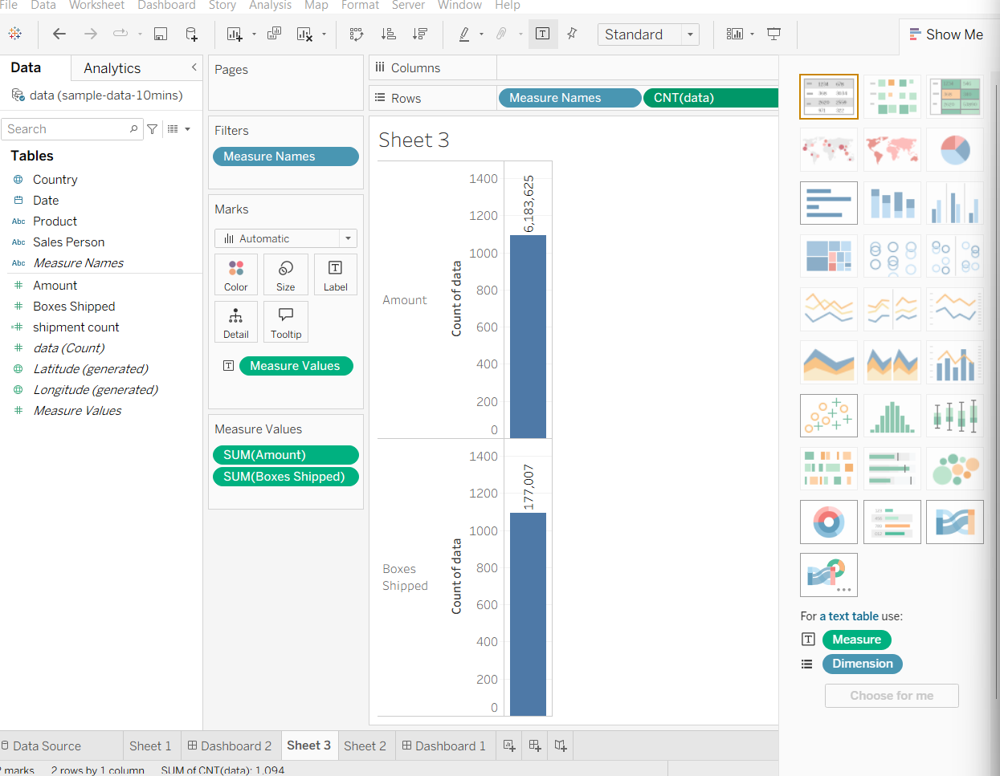 File Data Worksheet Dashboard Story Analysis Map Format Server Window Help
Standard
Show Me
Data Analytics
data (sample-data-10mins)
Search
Tables
Country
Date
Abc Product
Abc Sales Person
Abc Measure Names
# Amount
# Boxes Shipped
=# shipment count
# data (Count)
Latitude (generated)
Longitude (generated)
# Measure Values
Pages
Filters
Measure Names
Marks
Automatic
Color Size Label
Detail Tooltip
Measure Values
Measure Values
SUM(Amount)
SUM(Boxes Shipped)
Columns
Rows Measure Names CNT(data)
Sheet 3
Amount
Count of data
1400
1200
1000
800
600
400
200
0
6,183,625
Boxes
Shipped
Count of data
1400
1200
1000
800
600
400
200
0
177,007
For a text table use:
Measure
Dimension
Choose for me
Data Source Sheet 1 Dashboard 2 Sheet 3 Sheet 2 Dashboard 1
marks 2 rows by 1 column SUM of CNT(data): 1,094